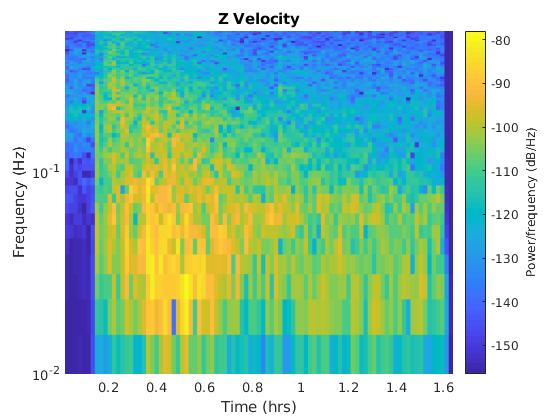 Z Velocity
Frequency (Hz)
10-1
10-2
0.2 0.4 0.6 0.8 1 1.2 1.4 1.6
Time (hrs)
-80
-90
-100
-110
-120
-130
-140
-150
Power/frequency (dB/Hz)